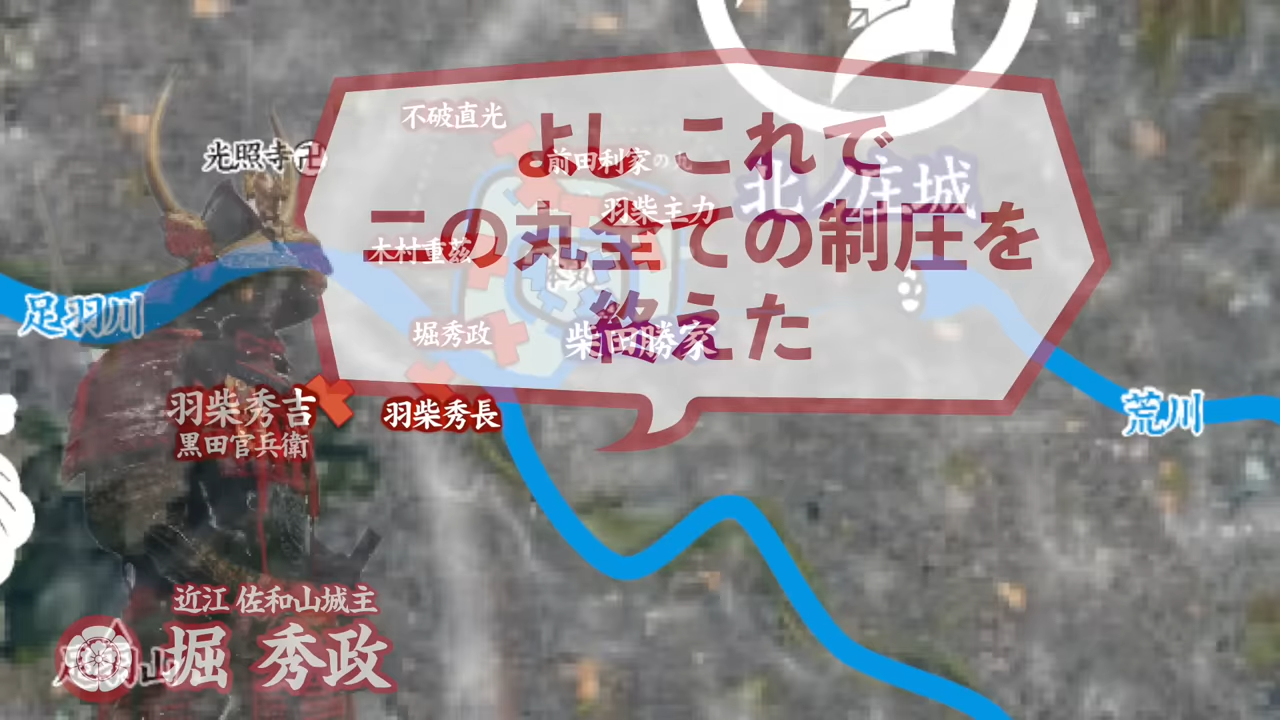 不破直光
よし これで
光照寺卍
前田利家の
北ノ庄城
羽柴主力
二の丸全ての制圧を
木村重茲
足羽川
堀秀政
柴田勝家
終えた
羽柴秀吉
羽柴秀長
荒川
黒田官兵衛
近江 佐和山城主
堀 秀政